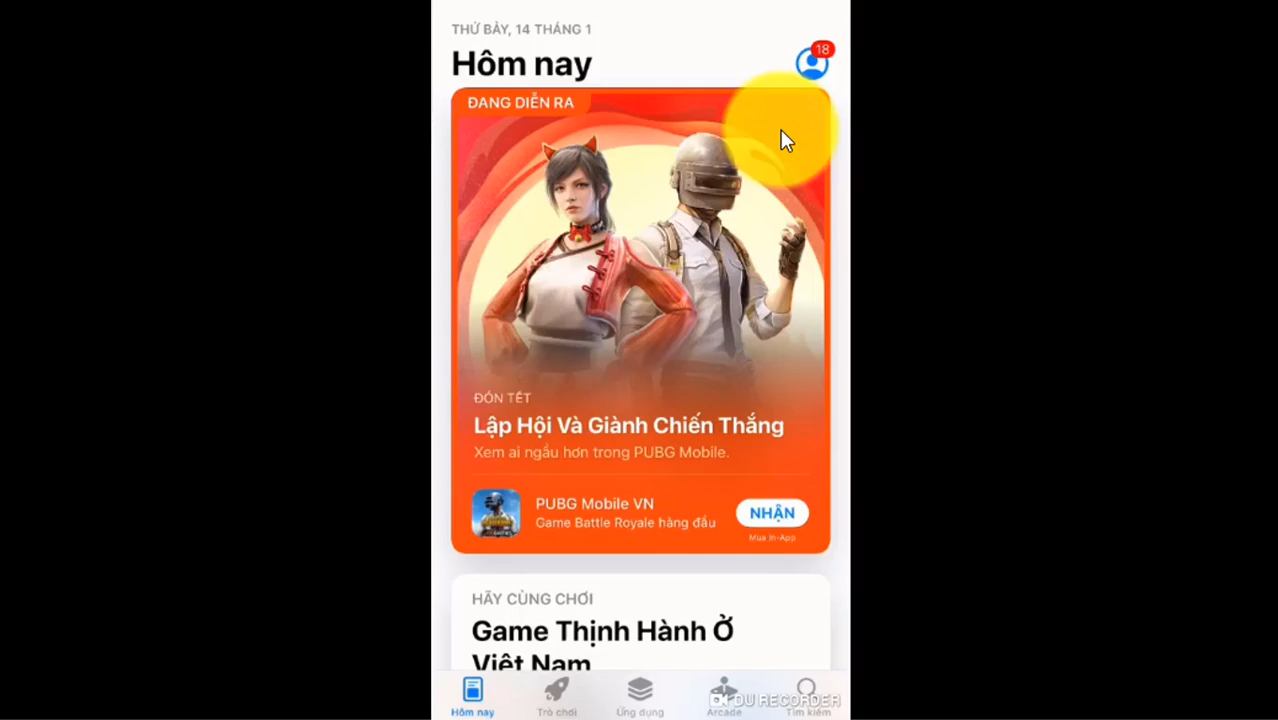 THỨ BẢY, 14 THÁNG 1
Hôm nay
18
ĐANG DIỄN RA
ĐÓN TẾT
Lập Hội Và Giành Chiến Thắng
Xem ai ngầu hơn trong PUBG Mobile.
PUBG Mobile VN
Game Battle Royale hàng đầu
NHẬN
Mua In-App
HÃY CÙNG CHƠI
Game Thịnh Hành Ở
Việt Nam
Hôm nay
Trò chơi
Ứng dụng
Arcade
Tìm kiếm
DU RECORDER